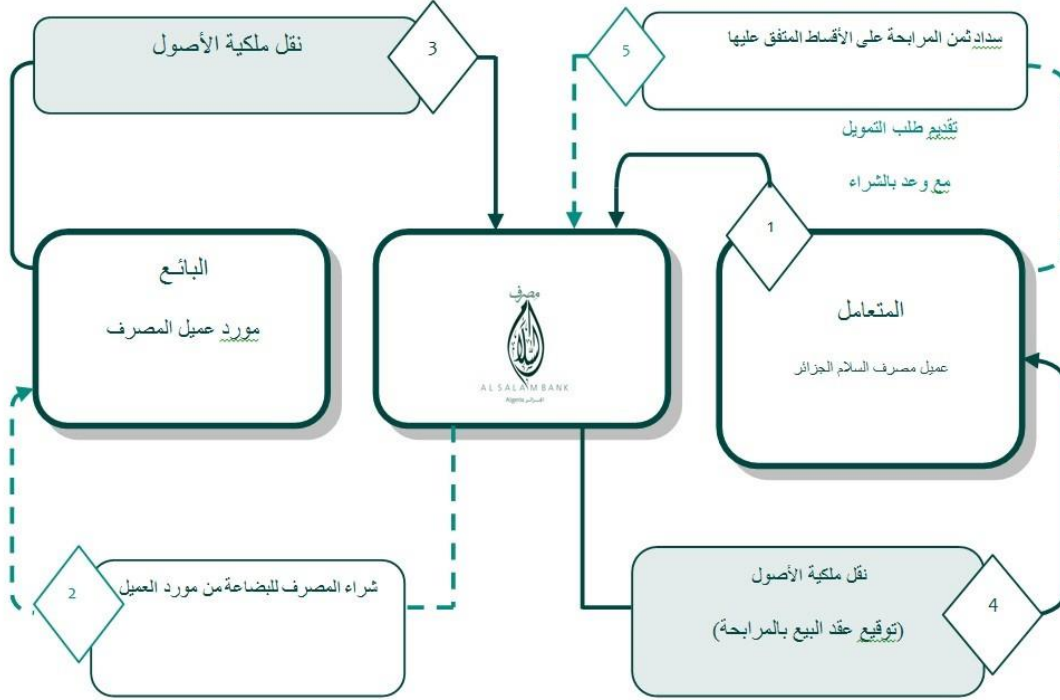 نقل ملكية الأصول
3
5
سداد ثمن المرابحة على الأقساط المتفق عليها
تقديم طلب التمويل
مع وعد بالشراء
1
البائع
مورد عميل المصرف
مصرف
السلام
AL SALAM BANK
Algeria الجزائر
المتعامل
عميل مصرف السلام الجزائر
2
شراء المصرف للبضاعة من مورد العميل
نقل ملكية الأصول
(توقيع عقد البيع بالمرابحة)
4